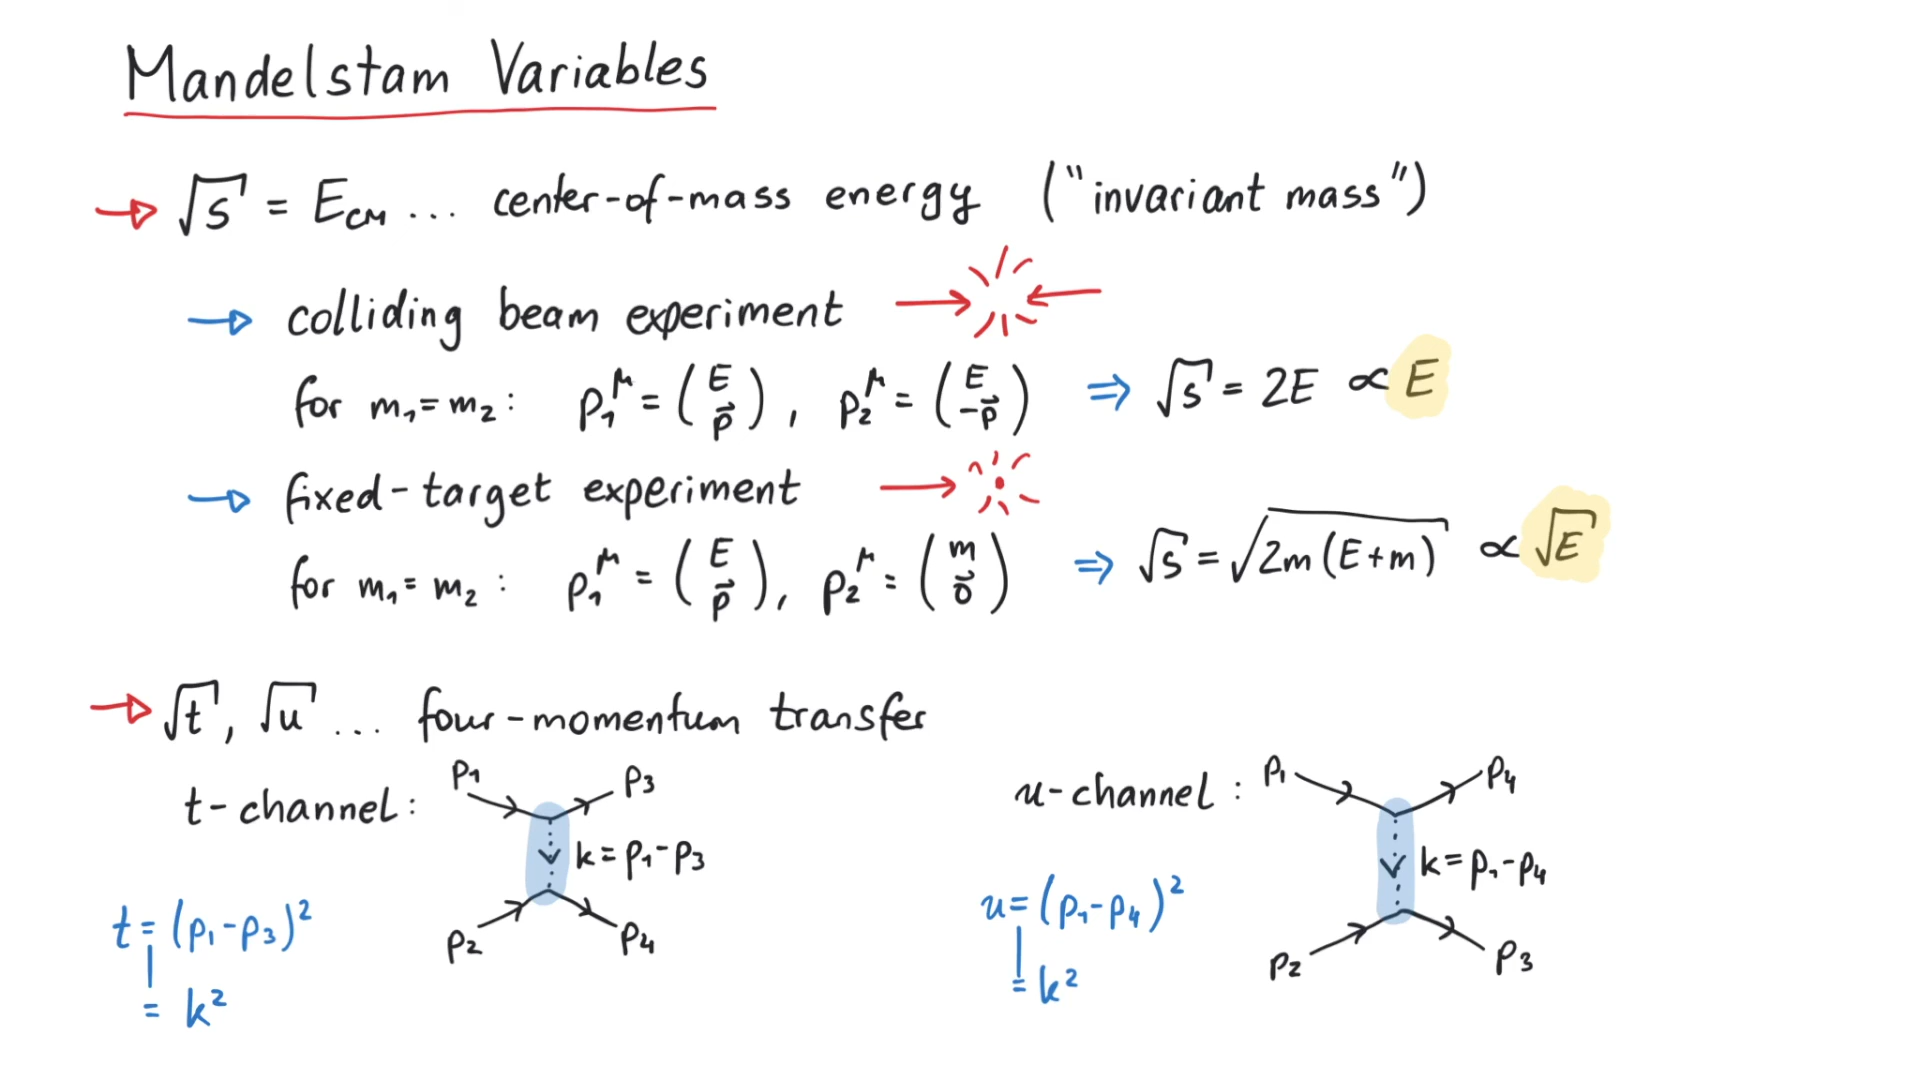 Mandelstam Variables
→ √s = E_CM ... center-of-mass energy ("invariant mass")
→ colliding beam experiment
for m₁=m₂: p₁^μ = (E p⃗), p₂^μ = (E -p⃗) ⇒ √s = 2E ∝ E
→ fixed-target experiment
for m₁=m₂: p₁^μ = (E p⃗), p₂^μ = (m 0⃗) ⇒ √s = √(2m(E+m)) ∝ √E
→ √t, √u ... four-momentum transfer
t-channel: p₁ p₃
k=p₁-p₃
p₂ p₄
t=(p₁-p₃)²
= k²
u-channel: p₁ p₄
k=p₁-p₄
p₂ p₃
u=(p₁-p₄)²
= k²